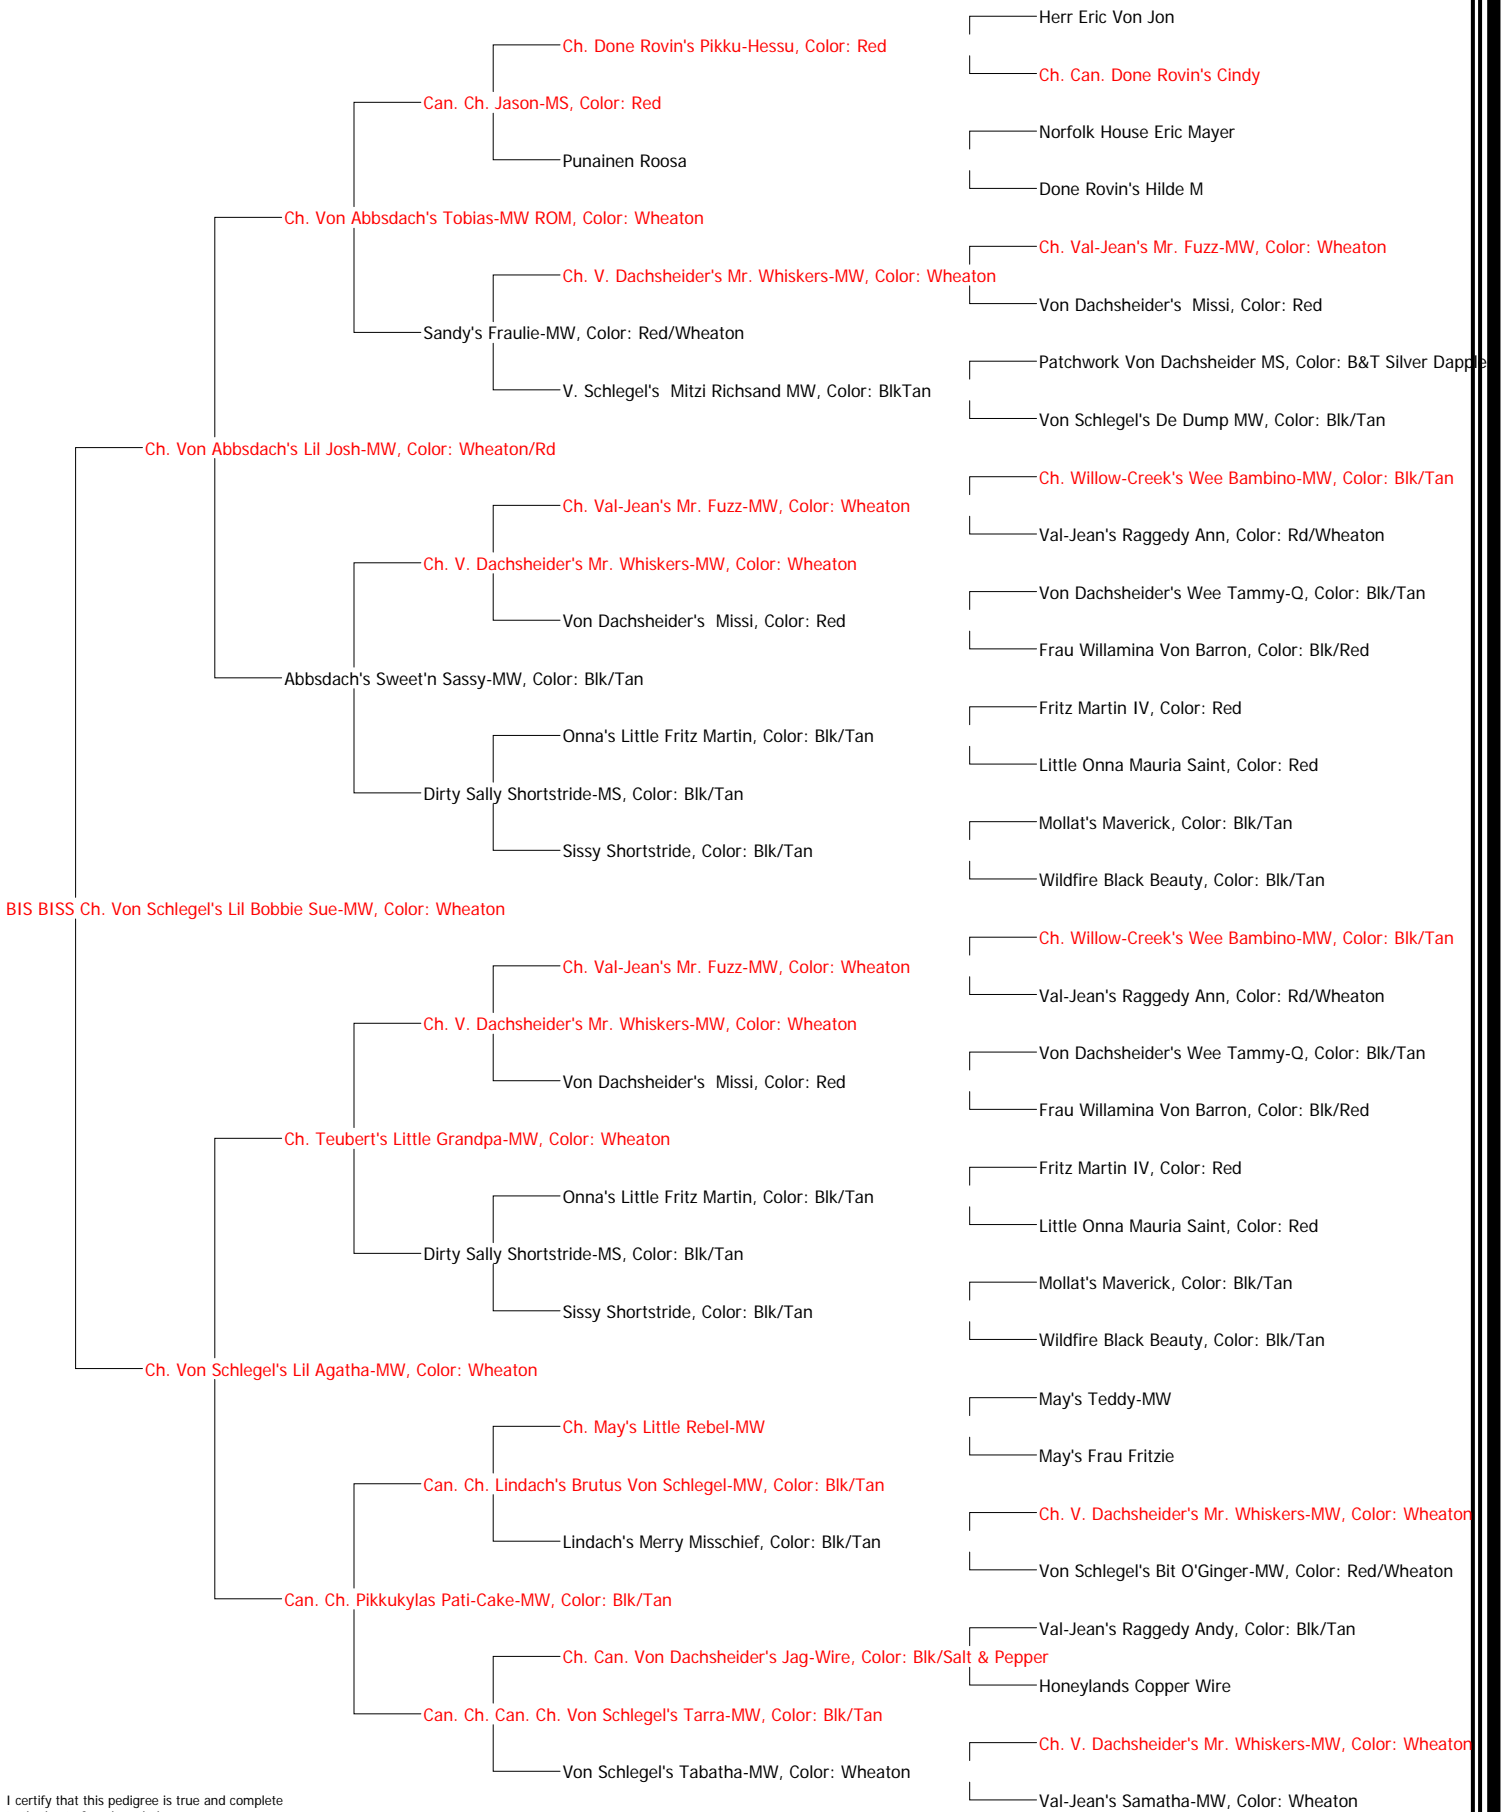 Herr Eric Von Jon
Ch. Done Rovin's Pikku-Hessu, Color: Red
Ch. Can. Done Rovin's Cindy
Can. Ch. Jason-MS, Color: Red
Norfolk House Eric Mayer
Punainen Roosa
Done Rovin's Hilde M
Ch. Von Abbsdach's Tobias-MW ROM, Color: Wheaton
Ch. Val-Jean's Mr. Fuzz-MW, Color: Wheaton
Ch. V. Dachsheider's Mr. Whiskers-MW, Color: Wheaton
Von Dachsheider's  Missi, Color: Red
Sandy's Fraulie-MW, Color: Red/Wheaton
Patchwork Von Dachsheider MS, Color: B&T Silver Dapple
V. Schlegel's  Mitzi Richsand MW, Color: BlkTan
Von Schlegel's De Dump MW, Color: Blk/Tan
Ch. Von Abbsdach's Lil Josh-MW, Color: Wheaton/Rd
Ch. Willow-Creek's Wee Bambino-MW, Color: Blk/Tan
Ch. Val-Jean's Mr. Fuzz-MW, Color: Wheaton
Val-Jean's Raggedy Ann, Color: Rd/Wheaton
Ch. V. Dachsheider's Mr. Whiskers-MW, Color: Wheaton
Von Dachsheider's Wee Tammy-Q, Color: Blk/Tan
Von Dachsheider's  Missi, Color: Red
Frau Willamina Von Barron, Color: Blk/Red
Abbsdach's Sweet'n Sassy-MW, Color: Blk/Tan
Fritz Martin IV, Color: Red
Onna's Little Fritz Martin, Color: Blk/Tan
Little Onna Mauria Saint, Color: Red
Dirty Sally Shortstride-MS, Color: Blk/Tan
Mollat's Maverick, Color: Blk/Tan
Sissy Shortstride, Color: Blk/Tan
Wildfire Black Beauty, Color: Blk/Tan
BIS BISS Ch. Von Schlegel's Lil Bobbie Sue-MW, Color: Wheaton
Ch. Willow-Creek's Wee Bambino-MW, Color: Blk/Tan
Ch. Val-Jean's Mr. Fuzz-MW, Color: Wheaton
Val-Jean's Raggedy Ann, Color: Rd/Wheaton
Ch. V. Dachsheider's Mr. Whiskers-MW, Color: Wheaton
Von Dachsheider's Wee Tammy-Q, Color: Blk/Tan
Von Dachsheider's  Missi, Color: Red
Frau Willamina Von Barron, Color: Blk/Red
Ch. Teubert's Little Grandpa-MW, Color: Wheaton
Fritz Martin IV, Color: Red
Onna's Little Fritz Martin, Color: Blk/Tan
Little Onna Mauria Saint, Color: Red
Dirty Sally Shortstride-MS, Color: Blk/Tan
Mollat's Maverick, Color: Blk/Tan
Sissy Shortstride, Color: Blk/Tan
Wildfire Black Beauty, Color: Blk/Tan
Ch. Von Schlegel's Lil Agatha-MW, Color: Wheaton
May's Teddy-MW
Ch. May's Little Rebel-MW
May's Frau Fritzie
Can. Ch. Lindach's Brutus Von Schlegel-MW, Color: Blk/Tan
Ch. V. Dachsheider's Mr. Whiskers-MW, Color: Wheaton
Lindach's Merry Misschief, Color: Blk/Tan
Von Schlegel's Bit O'Ginger-MW, Color: Red/Wheaton
Can. Ch. Pikkukylas Pati-Cake-MW, Color: Blk/Tan
Val-Jean's Raggedy Andy, Color: Blk/Tan
Ch. Can. Von Dachsheider's Jag-Wire, Color: Blk/Salt & Pepper
Honeylands Copper Wire
Can. Ch. Can. Ch. Von Schlegel's Tarra-MW, Color: Blk/Tan
Ch. V. Dachsheider's Mr. Whiskers-MW, Color: Wheaton
Von Schlegel's Tabatha-MW, Color: Wheaton
Val-Jean's Samatha-MW, Color: Wheaton
I certify that this pedigree is true and complete